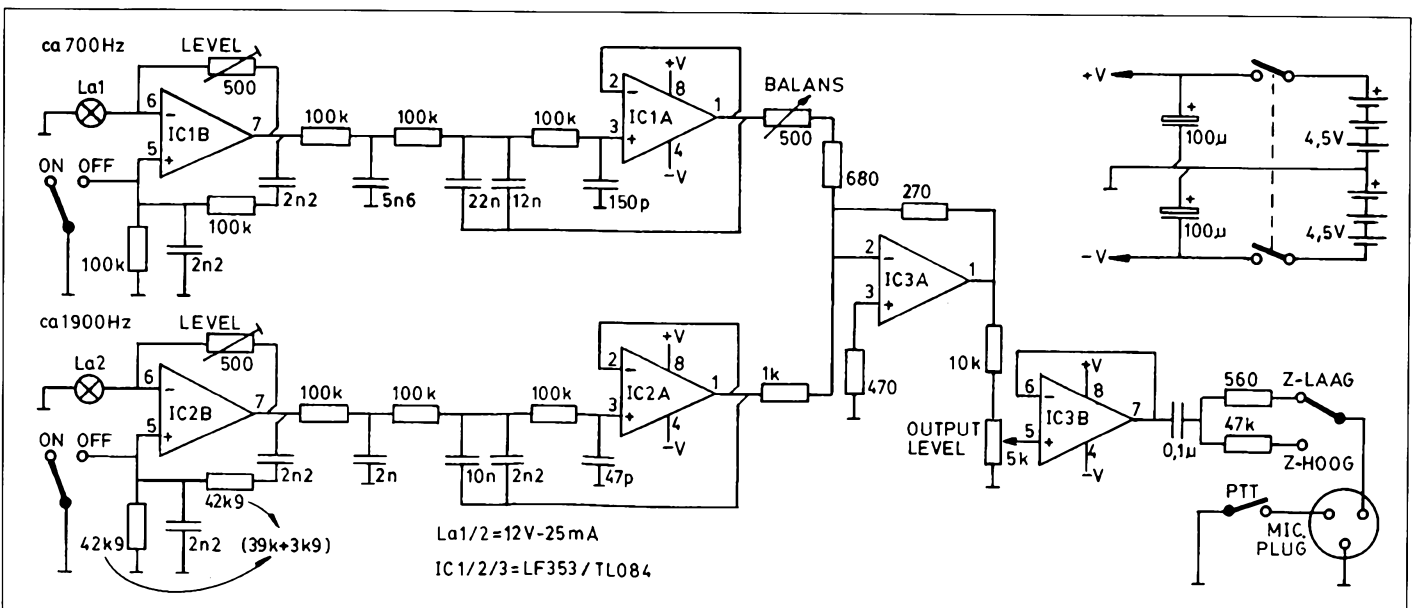 ca 700Hz
LEVEL
500
La1
6
−
IC1B
7
5
+
ON OFF
100k
2n2
100k
2n2
100k
5n6
100k
22n
12n
100k
150p
2
−
+V
8
IC1A
1
3
+
4
−V
BALANS
500
680
270
2
−
IC3A
1
3
+
470
+V
+
100µ
+
4,5V
+
100µ
+
4,5V
−V
ca 1900Hz
LEVEL
500
La2
6
−
IC2B
7
5
+
ON OFF
42k9
2n2
42k9
(39k+3k9)
2n2
100k
2n
100k
10n
2n2
100k
47p
2
−
+V
8
IC2A
1
3
+
4
−V
1k
10k
OUTPUT
LEVEL
5k
6
−
+V
8
IC3B
7
5
+
4
−V
0,1µ
560
Z-LAAG
47k
Z-HOOG
PTT
MIC.
PLUG
La1/2=12V-25mA
IC1/2/3=LF353/TL084